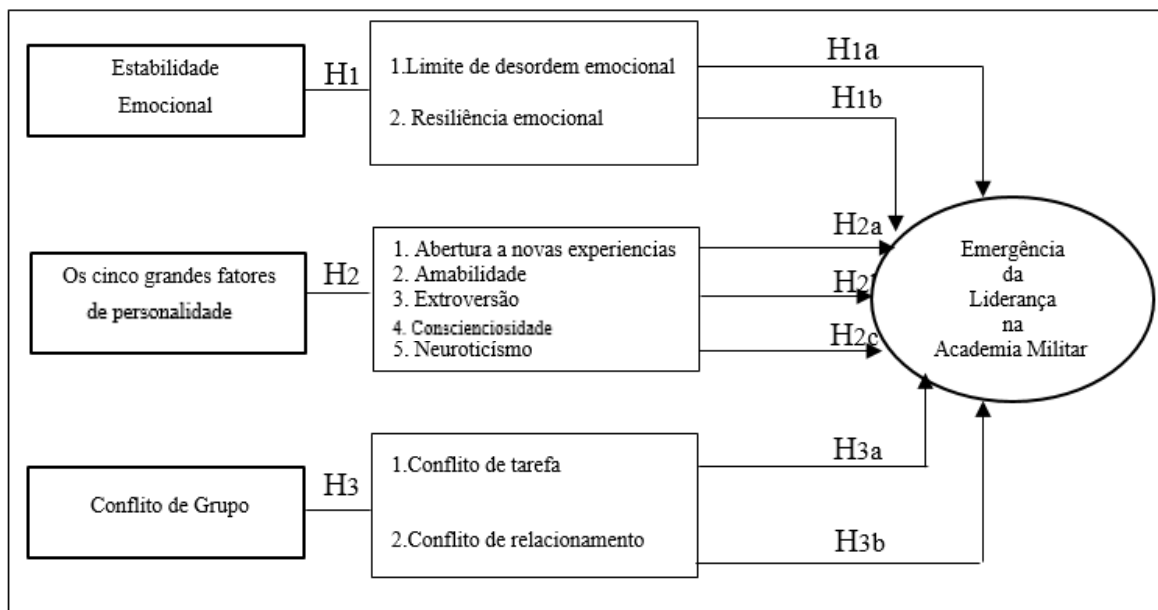 Estabilidade
Emocional
H1
1.Limite de desordem emocional
2. Resiliência emocional
H1a
H1b
Os cinco grandes fatores
de personalidade
H2
1. Abertura a novas experiencias
2. Amabilidade
3. Extroversão
4. Conscienciosidade
5. Neuroticismo
H2a
H2c
Conflito de Grupo
H3
1.Conflito de tarefa
2.Conflito de relacionamento
H3a
H3b
Emergência
da
Liderança
na
Academia Militar